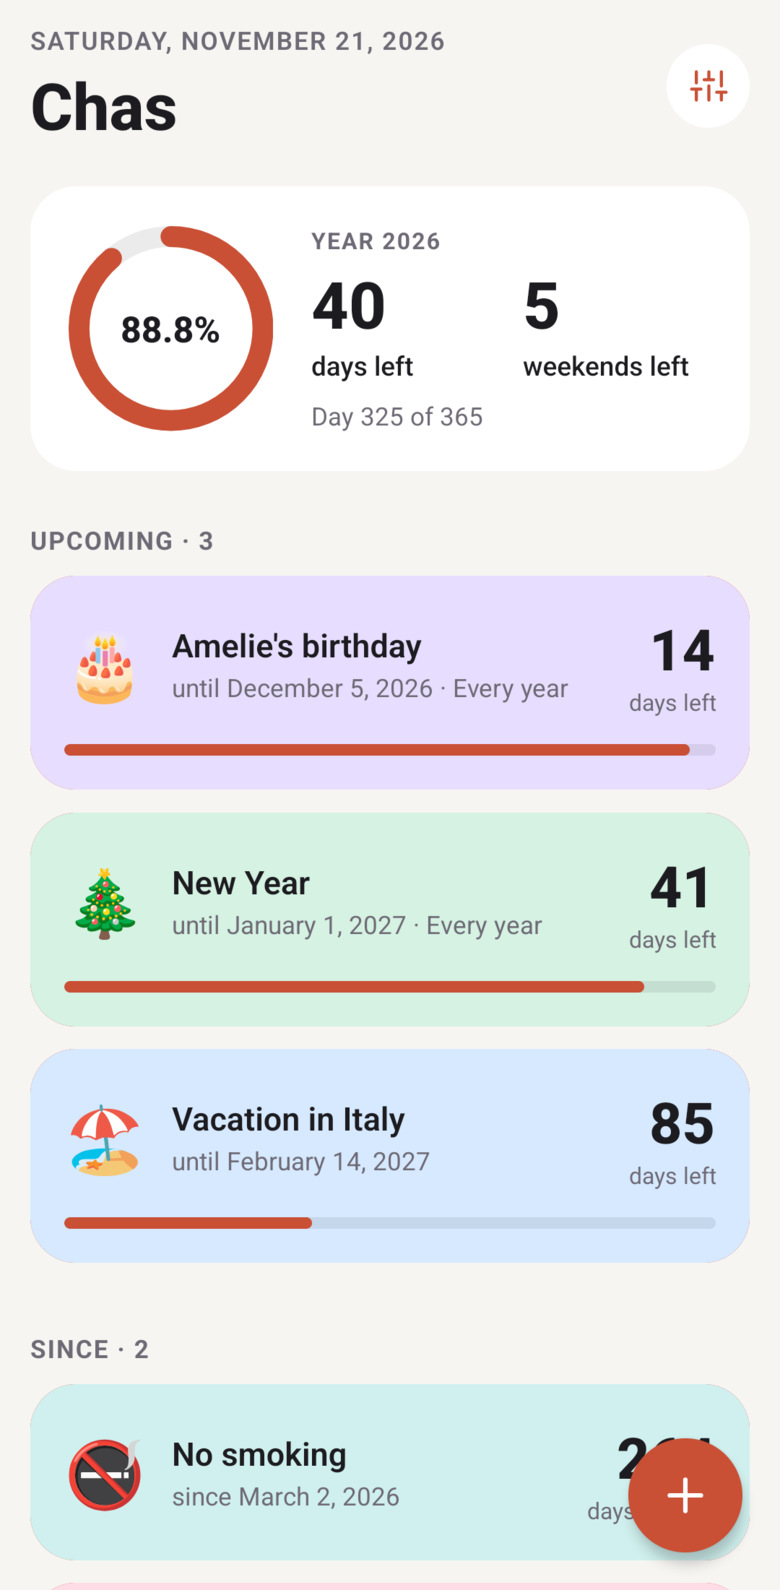 SATURDAY, NOVEMBER 21, 2026
Chas
88.8%
YEAR 2026
40
days left
5
weekends left
Day 325 of 365
UPCOMING · 3
Amelie's birthday
until December 5, 2026 · Every year
14
days left
New Year
until January 1, 2027 · Every year
41
days left
Vacation in Italy
until February 14, 2027
85
days left
SINCE · 2
No smoking
since March 2, 2026
days